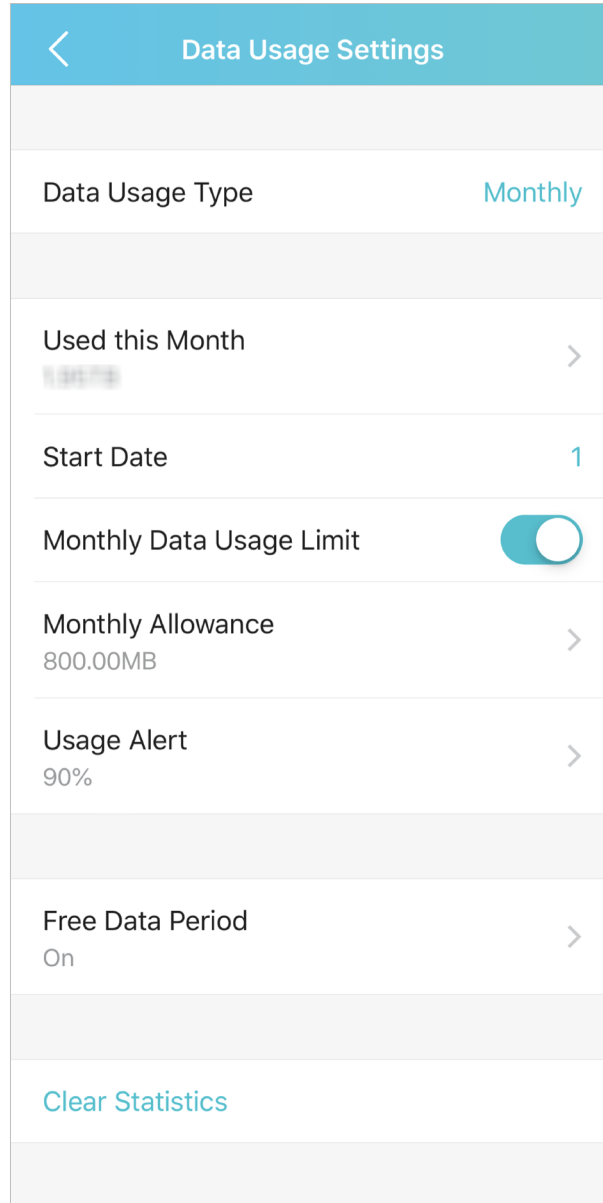 Data Usage Settings
Data Usage Type
Monthly
Used this Month
Start Date
1
Monthly Data Usage Limit
Monthly Allowance
800.00MB
Usage Alert
90%
Free Data Period
On
Clear Statistics